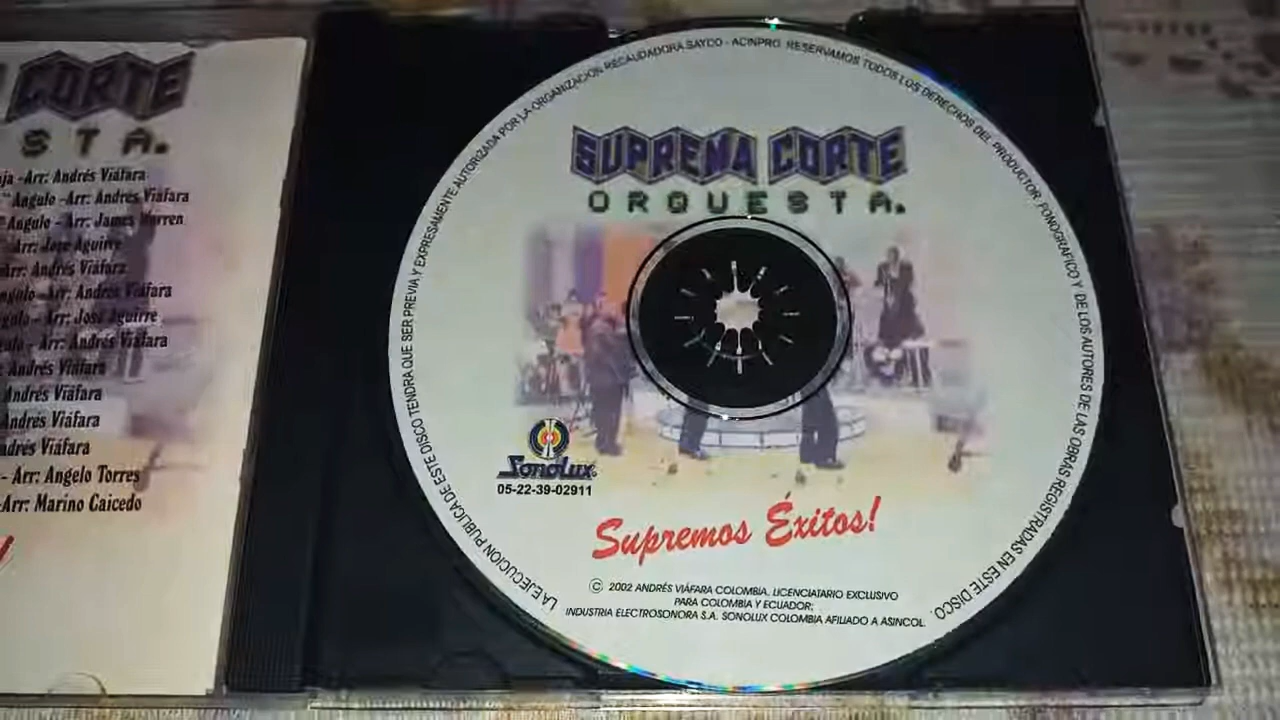 CORTE
STA.
-Arr: Andrés Viáfara
Angulo -Arr: Andrés Viáfara
Angulo - Arr: James Warren
Arr: José Aguirre
Arr: Andrés Viáfara
Arr: Andrés Viáfara
Arr: José Aguirre
- Arr: Andrés Viáfara
Andrés Viáfara
Andrés Viáfara
Andrés Viáfara
Viáfara
- Arr: Angelo Torres
-Arr: Marino Caicedo
LA EJECUCION PUBLICA DE ESTE DISCO TENDRA QUE SER PREVIA Y EXPRESAMENTE AUTORIZADA POR LA ORGANIZACION RECAUDADORA SAYCO - ACINPRO. RESERVAMOS TODOS LOS DERECHOS DEL PRODUCTOR FONOGRAFICO Y DE LOS AUTORES DE LAS OBRAS REGISTRADAS EN ESTE DISCO.
SUPREMA CORTE
ORQUESTA.
SonoLux
05-22-39-02911
Supremos Éxitos!
© 2002 ANDRÉS VIÁFARA COLOMBIA. LICENCIATARIO EXCLUSIVO
PARA COLOMBIA Y ECUADOR:
INDUSTRIA ELECTROSONORA S.A. SONOLUX COLOMBIA AFILIADO A ASINCOL.